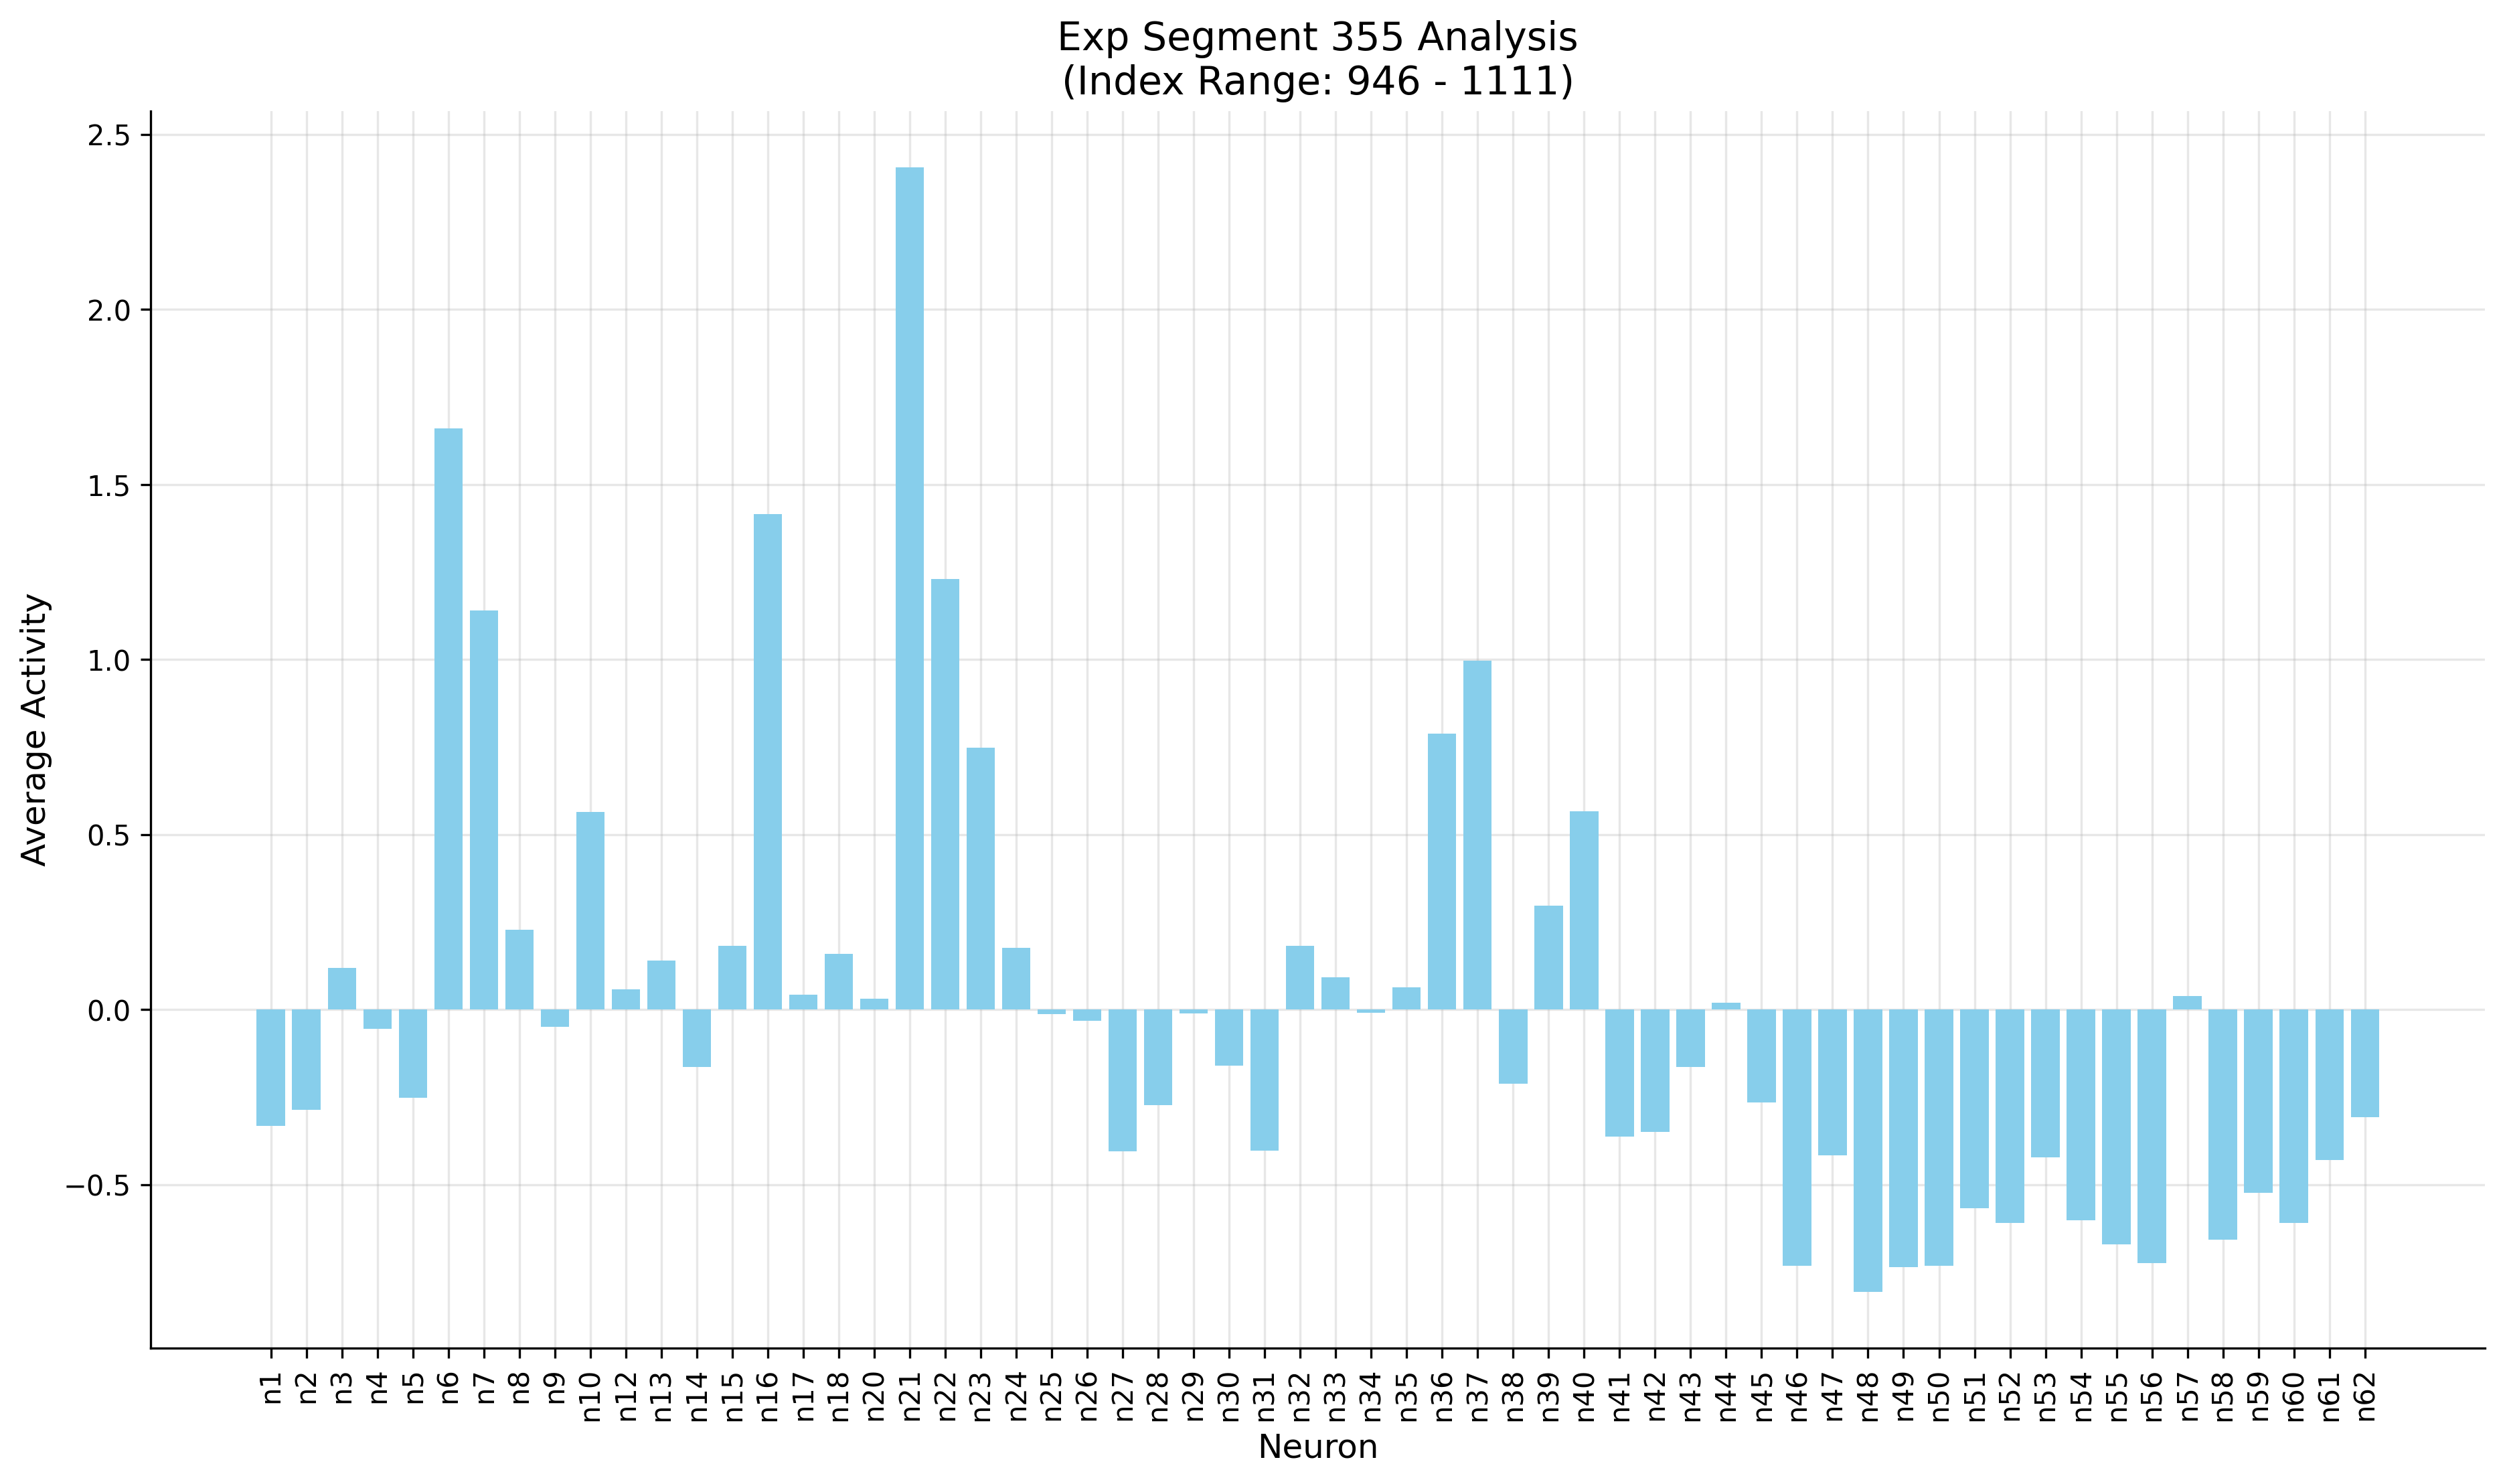 Exp Segment 355 Analysis
(Index Range: 946 - 1111)
Average Activity
2.5
2.0
1.5
1.0
0.5
0.0
−0.5
n1 n2 n3 n4 n5 n6 n7 n8 n9 n10 n12 n13 n14 n15 n16 n17 n18 n20 n21 n22 n23 n24 n25 n26 n27 n28 n29 n30 n31 n32 n33 n34 n35 n36 n37 n38 n39 n40 n41 n42 n43 n44 n45 n46 n47 n48 n49 n50 n51 n52 n53 n54 n55 n56 n57 n58 n59 n60 n61 n62
Neuron